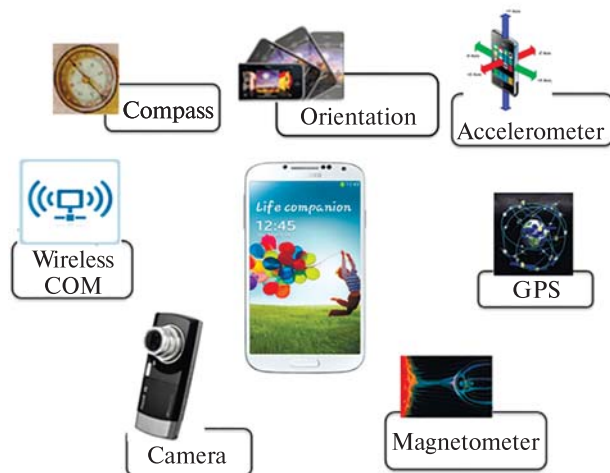 Compass
Orientation
Accelerometer
Wireless
COM
Life companion
12:45
GPS
Camera
Magnetometer